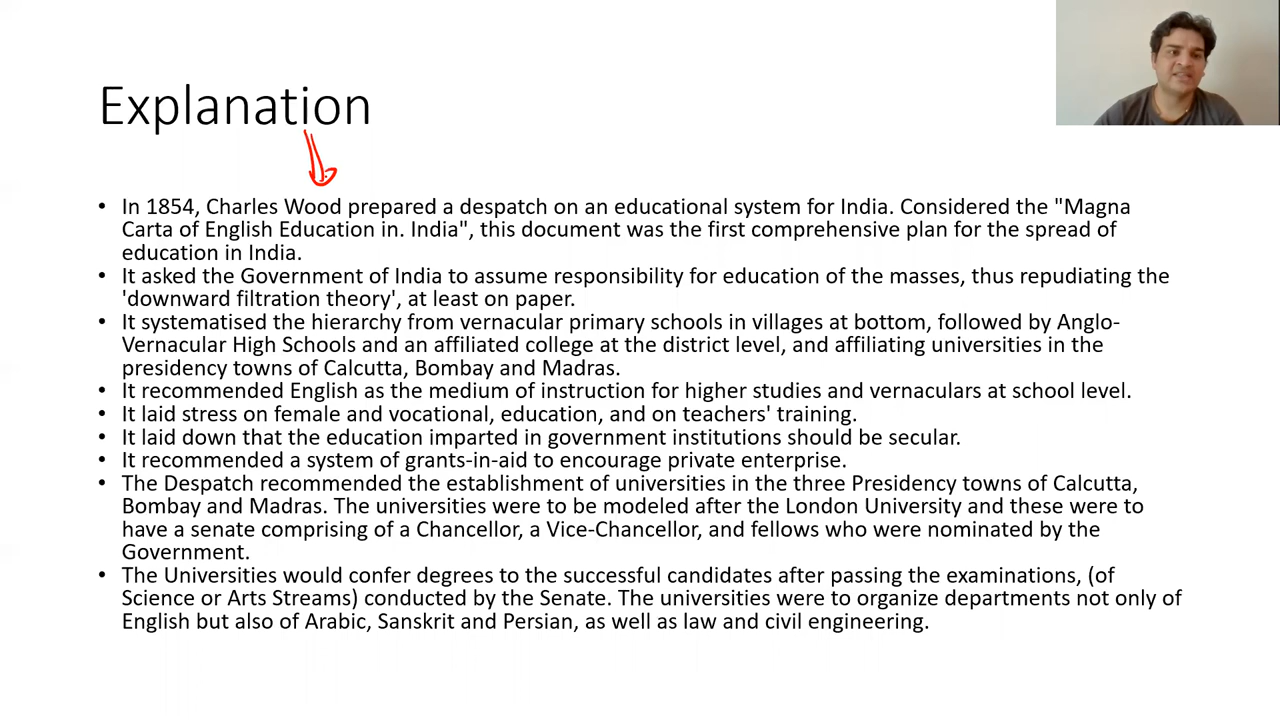 Explanation
• In 1854, Charles Wood prepared a despatch on an educational system for India. Considered the "Magna
Carta of English Education in. India", this document was the first comprehensive plan for the spread of
education in India.
• It asked the Government of India to assume responsibility for education of the masses, thus repudiating the
'downward filtration theory', at least on paper.
• It systematised the hierarchy from vernacular primary schools in villages at bottom, followed by Anglo-
Vernacular High Schools and an affiliated college at the district level, and affiliating universities in the
presidency towns of Calcutta, Bombay and Madras.
• It recommended English as the medium of instruction for higher studies and vernaculars at school level.
• It laid stress on female and vocational, education, and on teachers' training.
• It laid down that the education imparted in government institutions should be secular.
• It recommended a system of grants-in-aid to encourage private enterprise.
• The Despatch recommended the establishment of universities in the three Presidency towns of Calcutta,
Bombay and Madras. The universities were to be modeled after the London University and these were to
have a senate comprising of a Chancellor, a Vice-Chancellor, and fellows who were nominated by the
Government.
• The Universities would confer degrees to the successful candidates after passing the examinations, (of
Science or Arts Streams) conducted by the Senate. The universities were to organize departments not only of
English but also of Arabic, Sanskrit and Persian, as well as law and civil engineering.